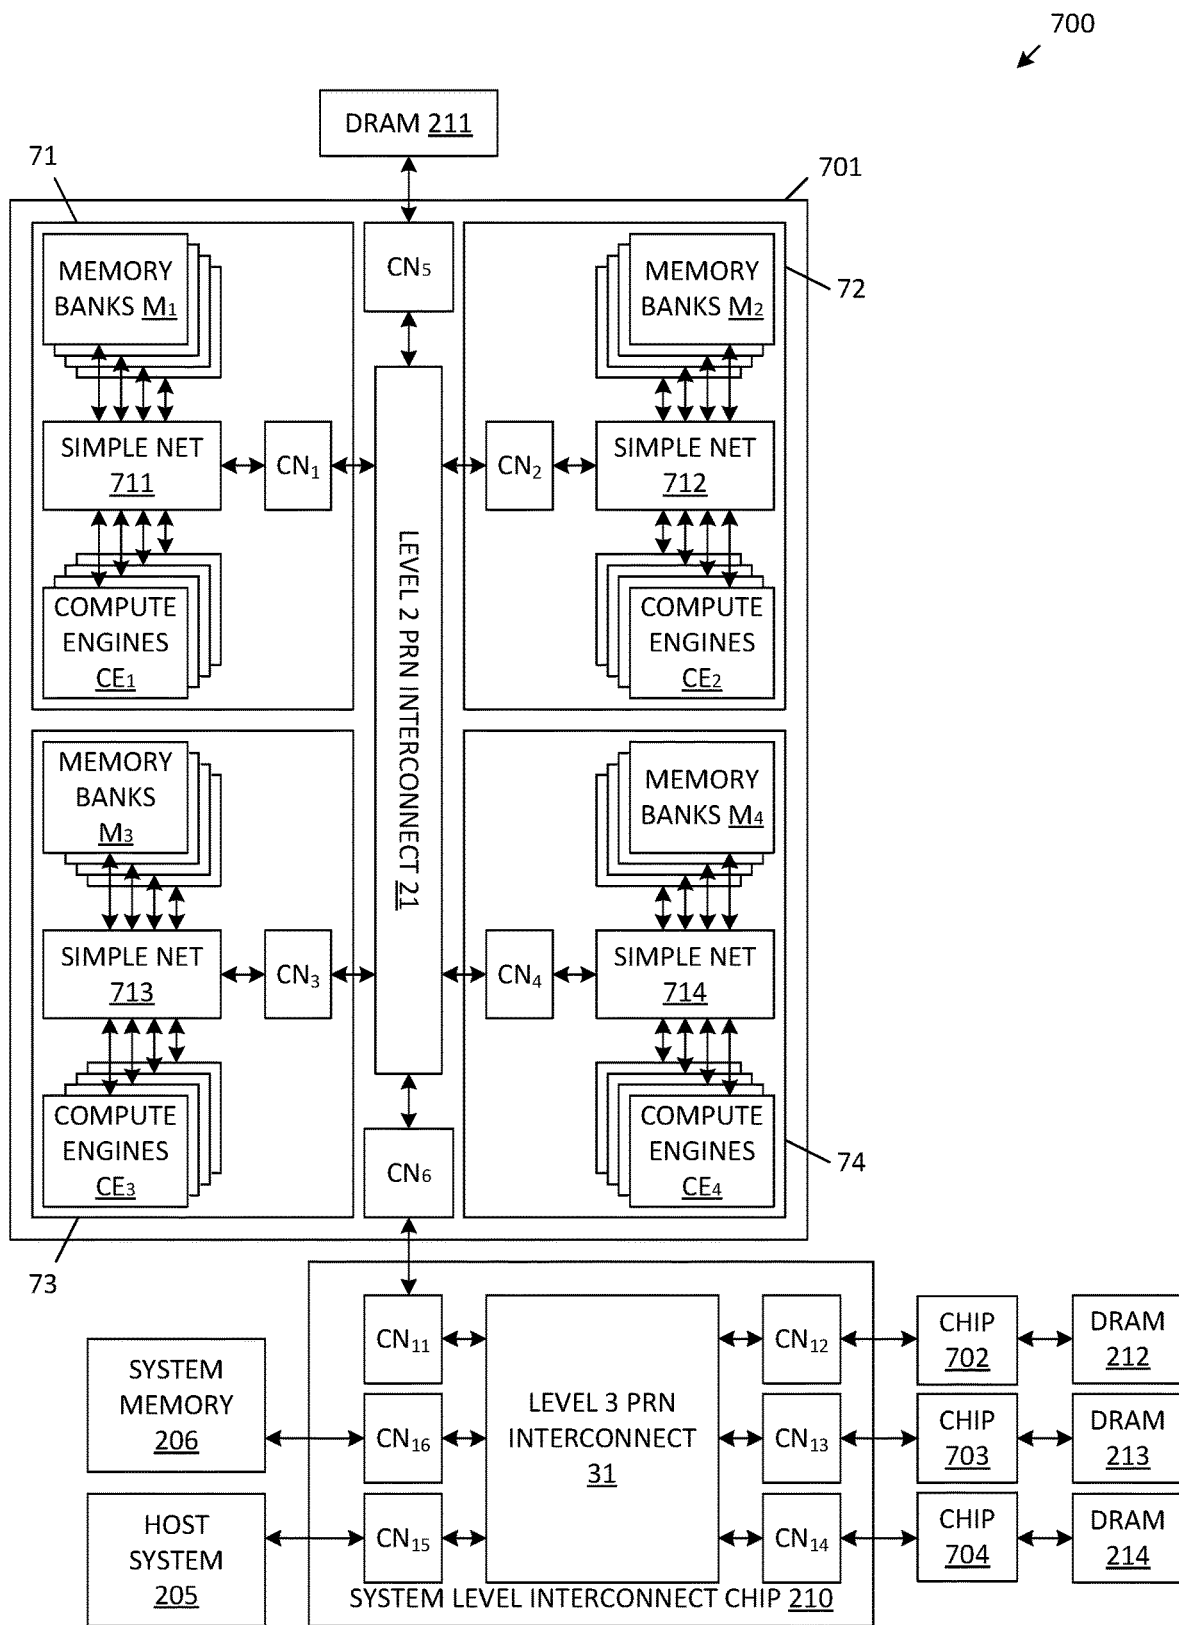 700
DRAM 211
71
701
MEMORY
BANKS M1
CN5
MEMORY
BANKS M2
72
SIMPLE NET
711
CN1
CN2
SIMPLE NET
712
LEVEL 2 PRN INTERCONNECT 21
COMPUTE
ENGINES
CE1
COMPUTE
ENGINES
CE2
MEMORY
BANKS
M3
MEMORY
BANKS M4
SIMPLE NET
713
CN3
CN4
SIMPLE NET
714
COMPUTE
ENGINES
CE3
CN6
COMPUTE
ENGINES
CE4
74
73
SYSTEM
MEMORY
206
HOST
SYSTEM
205
CN11
CN16
CN15
LEVEL 3 PRN
INTERCONNECT
31
CN12
CN13
CN14
SYSTEM LEVEL INTERCONNECT CHIP 210
CHIP
702
DRAM
212
CHIP
703
DRAM
213
CHIP
704
DRAM
214